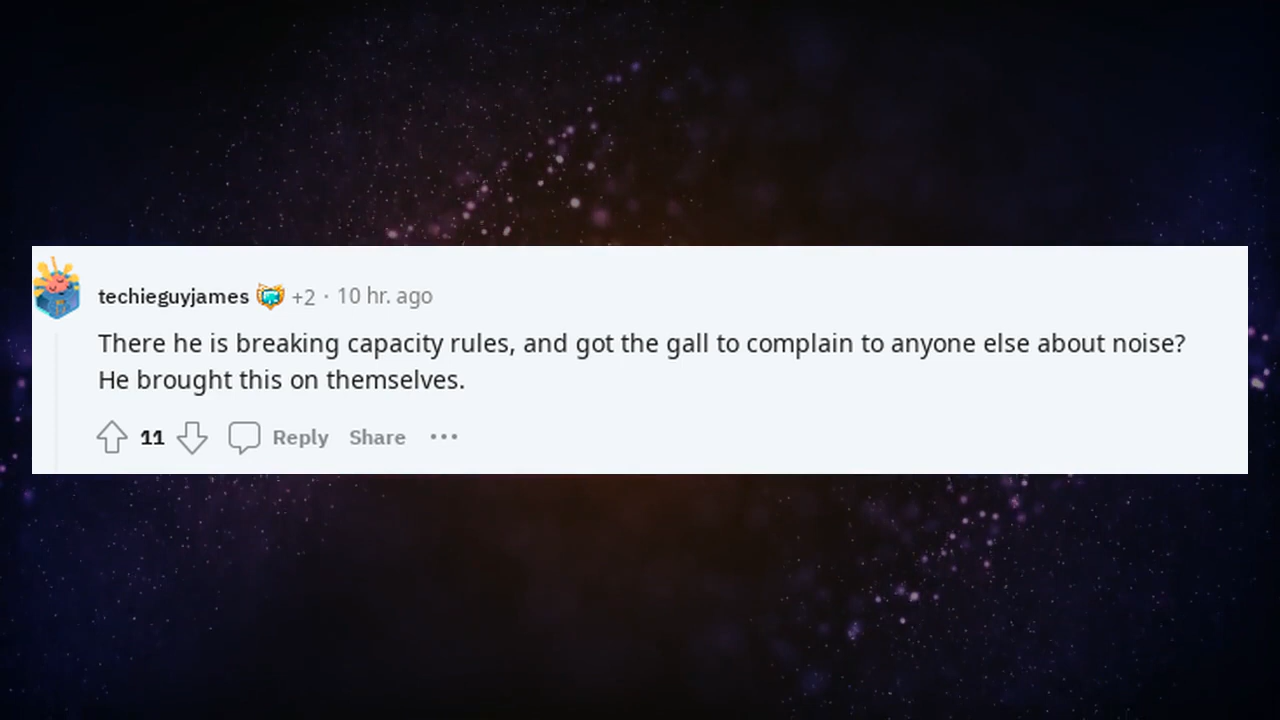 techieguyjames +2 · 10 hr. ago
There he is breaking capacity rules, and got the gall to complain to anyone else about noise?
He brought this on themselves.
11 Reply Share ···